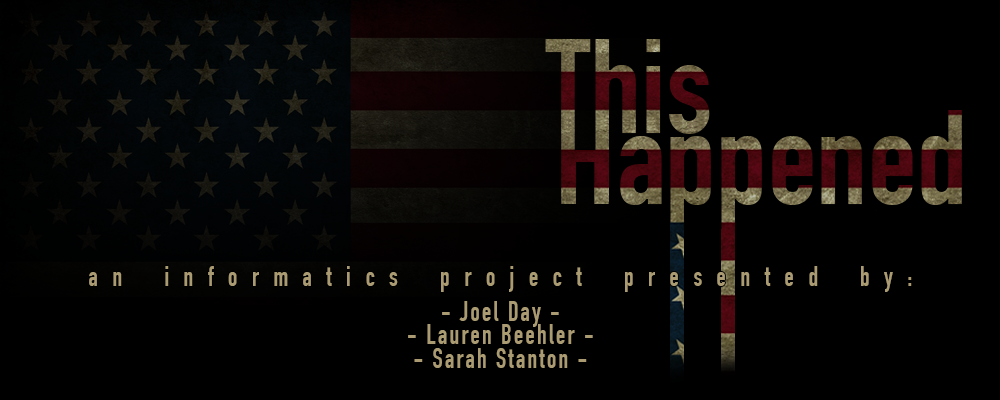 This
Happened
an informatics project presented by:
- Joel Day -
- Lauren Beehler -
- Sarah Stanton -